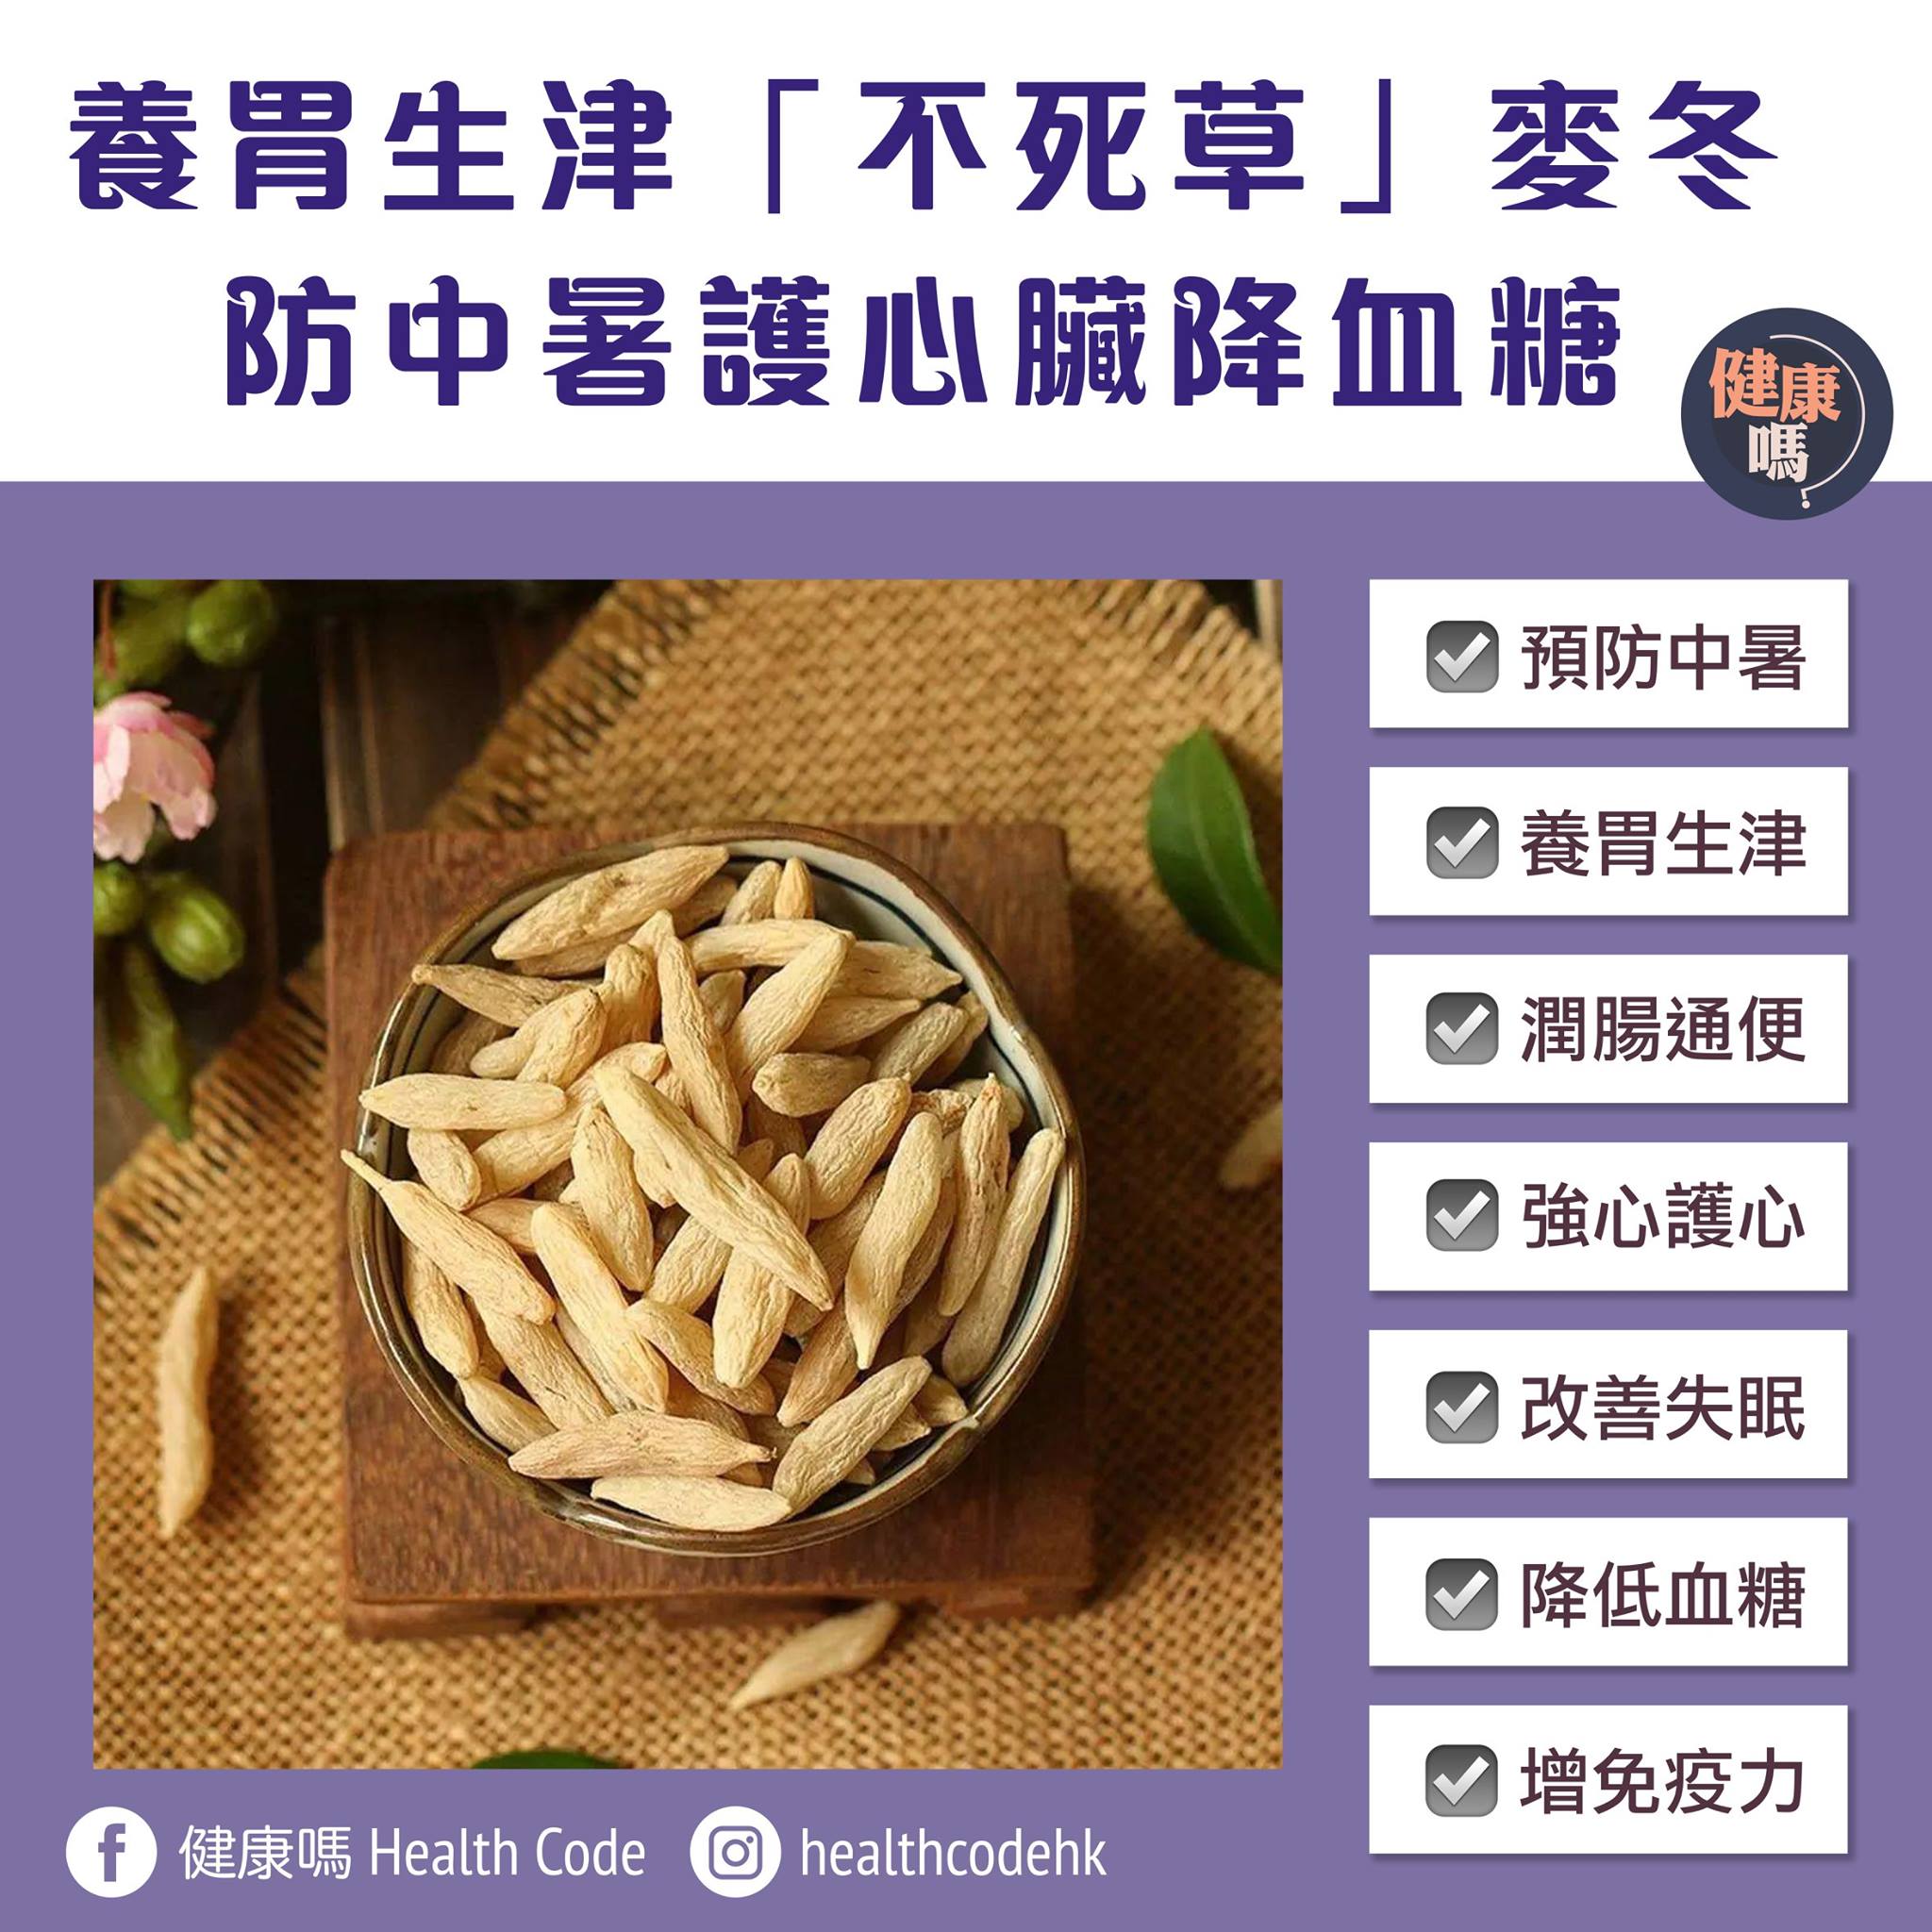 養胃生津「不死草」麥冬
防中暑護心臟降血糖
健康
嗎?
預防中暑
養胃生津
潤腸通便
強心護心
改善失眠
降低血糖
增免疫力
健康嗎 Health Code
healthcodehk